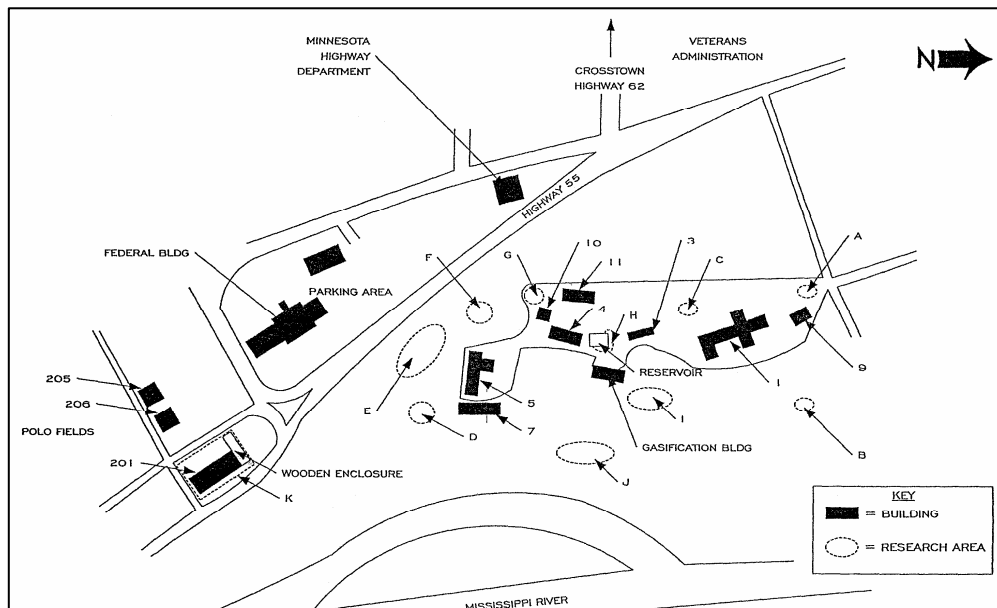 MINNESOTA
HIGHWAY
DEPARTMENT
CROSSTOWN
HIGHWAY 62
VETERANS
ADMINISTRATION
N
HIGHWAY 55
FEDERAL BLDG
PARKING AREA
F
G
10
11
3
C
A
4
H
RESERVOIR
1
9
205
206
POLO FIELDS
E
5
D
7
I
GASIFICATION BLDG
B
201
WOODEN ENCLOSURE
K
J
KEY
= BUILDING
= RESEARCH AREA
MISSISSIPPI RIVER